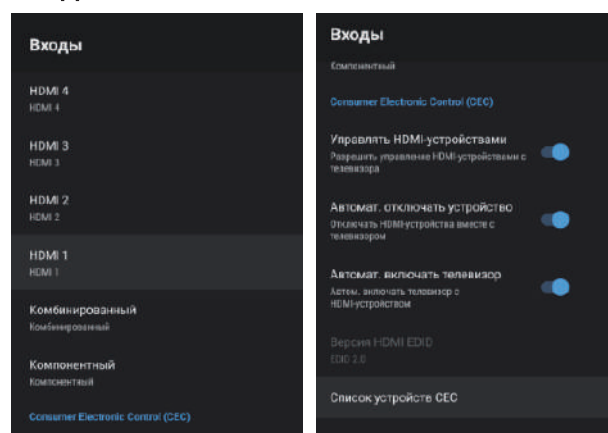 Входы
HDMI 4
HDMI 4
HDMI 3
HDMI 3
HDMI 2
HDMI 2
HDMI 1
HDMI 1
Комбинированный
Комбинированный
Компонентный
Компонентный
Consumer Electronic Control (CEC)
Входы
Компонентный
Consumer Electronic Control (CEC)
Управлять HDMI-устройствами
Разрешить управление HDMI-устройствами с
телевизора
Автомат. отключать устройство
Отключать HDMI-устройства вместе с
телевизором
Автомат. включать телевизор
Автом. включать телевизор с
HDMI-устройством
Версия HDMI EDID
EDID 2.0
Список устройств CEC